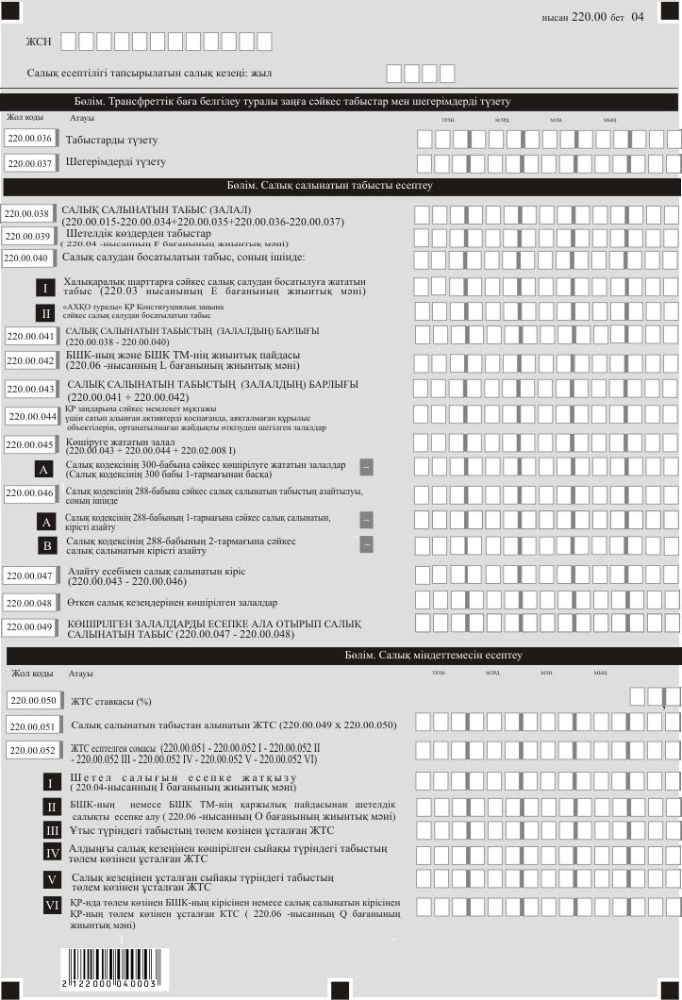 нысан 220.00 бет 04
ЖСН
Салық есептілігі тапсырылатын салық кезеңі: жыл
Бөлім. Трансфреттік баға белгілеу туралы заңға сәйкес табыстар мен шегерімдерді түзету
Жол коды Атауы ТРЛН. МЛРД. МЛН. МЫҢ.
220.00.036 Табыстарды түзету
220.00.037 Шегерімдерді түзету
Бөлім. Салық салынатын табысты есептеу
220.00.038 САЛЫҚ САЛЫНАТЫН ТАБЫС (ЗАЛАЛ)
(220.00.015-220.00.034+220.00.035+220.00.036-220.00.037)
220.00.039 Шетелдік көздерден табыстар
( 220.04 -нысанның F бағанының жиынтық мәні)
220.00.040 Салық салудан босатылатын табыс, соның ішінде:
I Халықаралық шарттарға сәйкес салық салудан босатылуға жататын
табыс (220.03 нысанының E бағанының жиынтық мәні)
II «АХҚО туралы» ҚР Конституциялық заңына
сәйкес салық салудан босатылатын табыс
220.00.041 САЛЫҚ САЛЫНАТЫН ТАБЫСТЫҢ (ЗАЛАЛДЫҢ) БАРЛЫҒЫ
(220.00.038 - 220.00.040)
220.00.042 БШК-ның және БШК ТМ-нің жиынтық пайдасы
(220.06 -нысанның L бағанының жиынтық мәні)
220.00.043 САЛЫҚ САЛЫНАТЫН ТАБЫСТЫҢ (ЗАЛАЛДЫҢ) БАРЛЫҒЫ
(220.00.041 + 220.00.042)
220.00.044 ҚР заңдарына сәйкес мемлекет мұқтажы
үшін сатып алынған активтерді қоспағанда, аяқталмаған құрылыс
объектілерін, ортанатылмаған жабдықты өткізуден шегілген залалдар
220.00.045 Көшіруге жататын залал
(220.00.043 + 220.00.044 + 220.02.008 I)
A Салық кодексінің 300-бабына сәйкес көшірілуге жататын залалдар ...
(Салық кодексінің 300 бабы 1-тармағынан басқа)
220.00.046 Салық кодексінің 288-бабына сәйкес салық салынатын табыстың азайтылуы,
соның ішінде
A Салық кодексінің 288-бабының 1-тармағына сәйкес салық салынатын, ...
кірісті азайту
B Салық кодексінің 288-бабының 2-тармағына сәйкес ...
салық салынатын кірісті азайту
220.00.047 Азайту есебімен салық салынатын кіріс
(220.00.043 - 220.00.046)
220.00.048 Өткен салық кезеңдерінен көшірілген залалдар
220.00.049 КӨШІРІЛГЕН ЗАЛАЛДАРДЫ ЕСЕПКЕ АЛА ОТЫРЫП САЛЫҚ
САЛЫНАТЫН ТАБЫС (220.00.047 - 220.00.048)
Бөлім. Салық міндеттемесін есептеу
Жол коды Атауы ТРЛН. МЛРД. МЛН. МЫҢ
220.00.050 ЖТС ставкасы (%) ,
220.00.051 Салық салынатын табыстан алынатын ЖТС (220.00.049 x 220.00.050)
220.00.052 ЖТС есптелген сомасы (220.00.051 - 220.00.052 I - 220.00.052 II
- 220.00.052 III - 220.00.052 IV - 220.00.052 V - 220.00.052 VI)
I Шетел салығын есепке жатқызу
( 220.04-нысанның I бағанының жиынтық мәні)
II БШК-ның немесе БШК ТМ-нің қаржылық пайдасынан шетелдік
салықты есепке алу ( 220.06 -нысанның O бағанының жиынтық мәні)
III Ұтыс түріндегі табыстың төлем көзінен ұсталған ЖТС
IV Алдыңғы салық кезеңінен көшірілген сыйақы түріндегі табыстың
төлем көзінен ұсталған ЖТС
V Салық кезеңінен ұсталған сыйақы түріндегі табыстың
төлем көзінен ұсталған ЖТС
VI ҚР-нда төлем көзінен БШК-ның кірісінен немесе салық салынатын кірісінен
ҚР-ның төлем көзінен ұсталған КТС ( 220.06 -нысанның Q бағанының
жиынтық мәні)
2122000040003